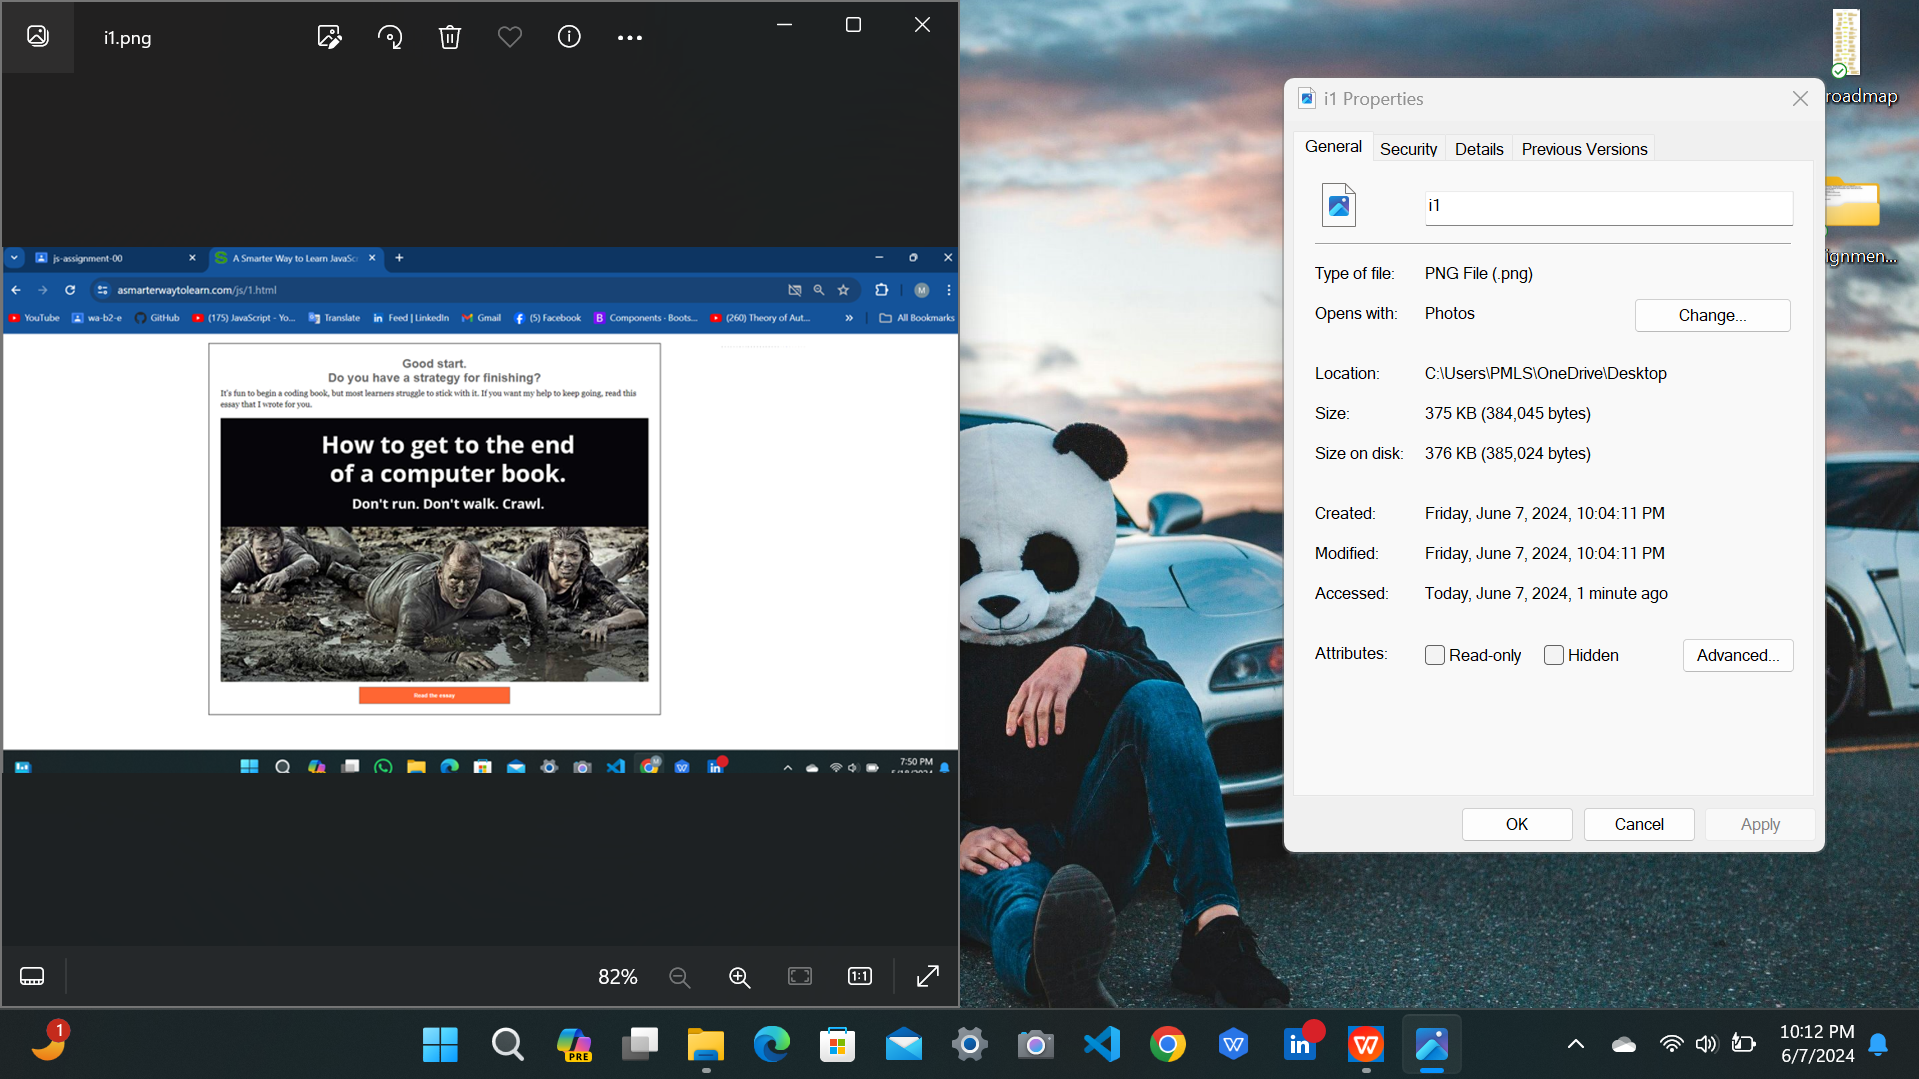 i1.png
js-assignment-00
A Smarter Way to Learn JavaSc
asmarterwaytolearn.com/js/1.html
YouTube
wa-b2-e
GitHub
(175) JavaScript - Yo...
Translate
Feed | LinkedIn
Gmail
(5) Facebook
Components · Boots...
(260) Theory of Aut...
»
All Bookmarks
M
Good start.
Do you have a strategy for finishing?
It's fun to begin a coding book, but most learners struggle to stick with it. If you want my help to keep going, read this
essay that I wrote for you.
How to get to the end
of a computer book.
Don't run. Don't walk. Crawl.
Read the essay
7:50 PM
82%
1:1
i1 Properties
General
Security
Details
Previous Versions
i1
Type of file: PNG File (.png)
Opens with: Photos
Change...
Location: C:\Users\PMLS\OneDrive\Desktop
Size: 375 KB (384,045 bytes)
Size on disk: 376 KB (385,024 bytes)
Created: Friday, June 7, 2024, 10:04:11 PM
Modified: Friday, June 7, 2024, 10:04:11 PM
Accessed: Today, June 7, 2024, 1 minute ago
Attributes: Read-only Hidden
Advanced...
OK
Cancel
Apply
roadmap
ignmen...
1
PRE
in
10:12 PM
6/7/2024